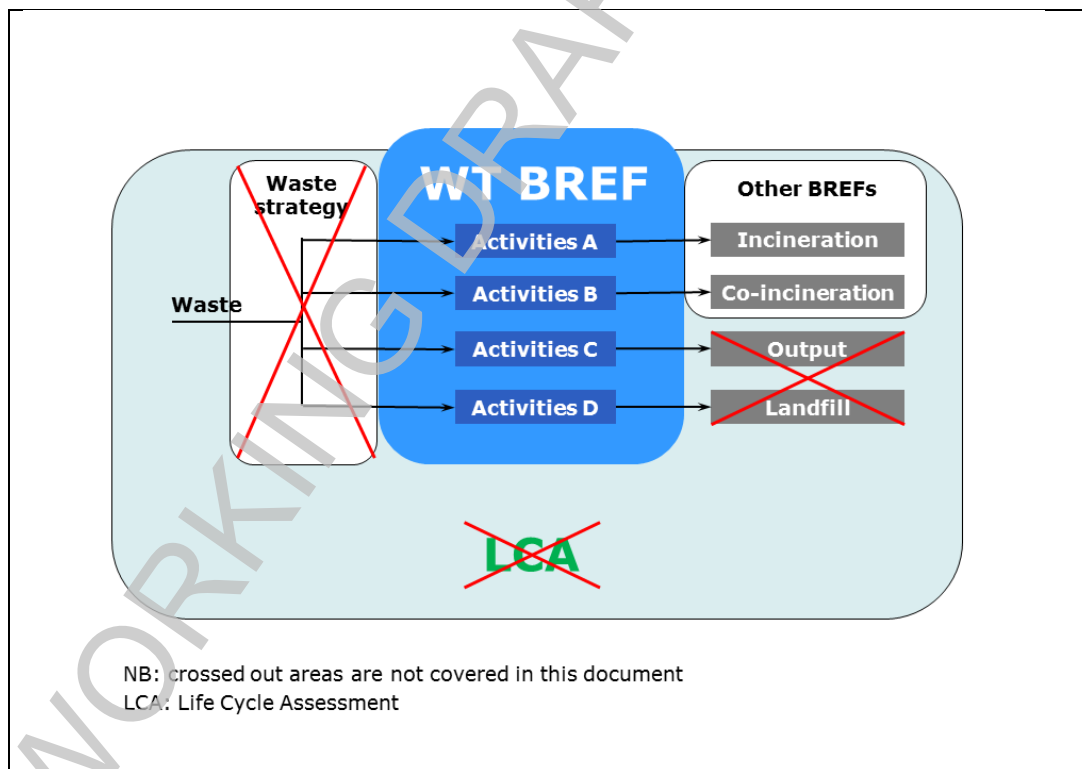 WORKING DRAF
WT BREF
Waste
strategy
Other BREFs
Activities A
Incineration
Activities B
Co-incineration
Waste
Activities C
Output
Activities D
Landfill
LCA
NB: crossed out areas are not covered in this document
LCA: Life Cycle Assessment